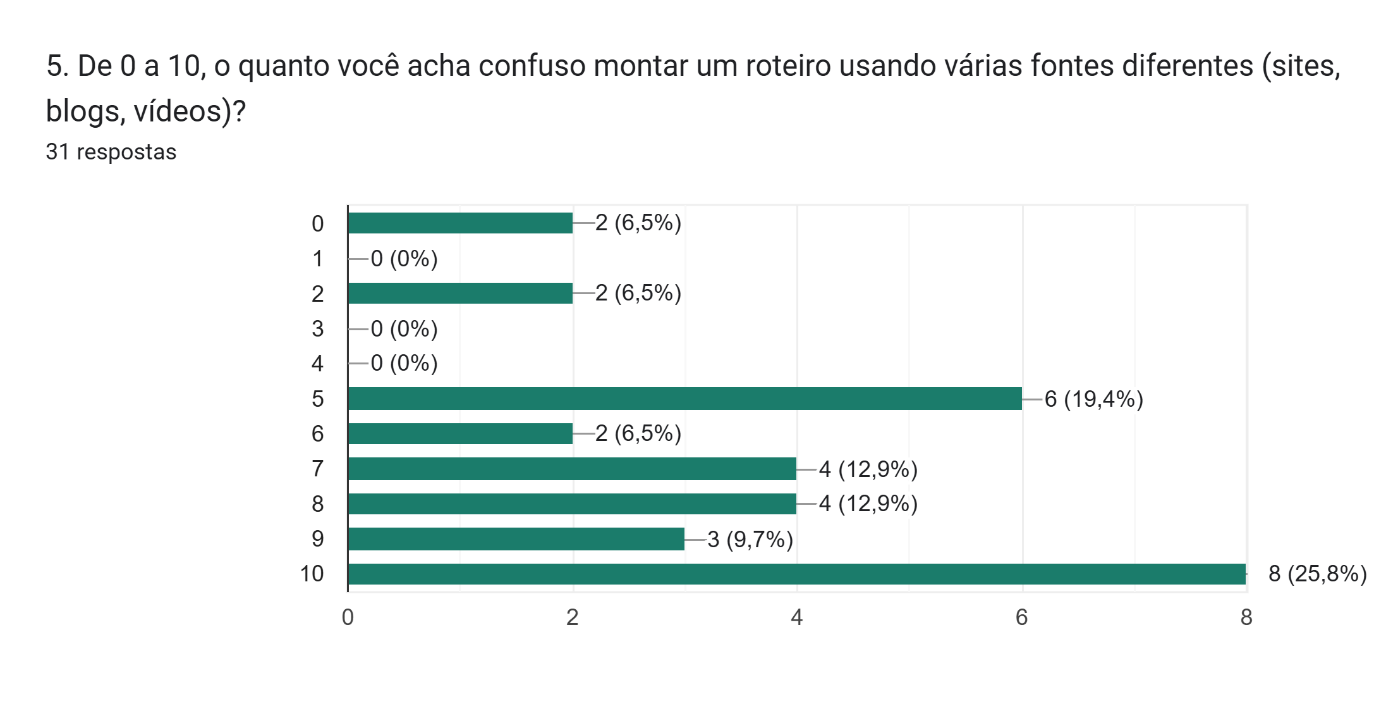 5. De 0 a 10, o quanto você acha confuso montar um roteiro usando várias fontes diferentes (sites,
blogs, vídeos)?
31 respostas
0 2 (6,5%)
1 0 (0%)
2 2 (6,5%)
3 0 (0%)
4 0 (0%)
5 6 (19,4%)
6 2 (6,5%)
7 4 (12,9%)
8 4 (12,9%)
9 3 (9,7%)
10 8 (25,8%)
0 2 4 6 8